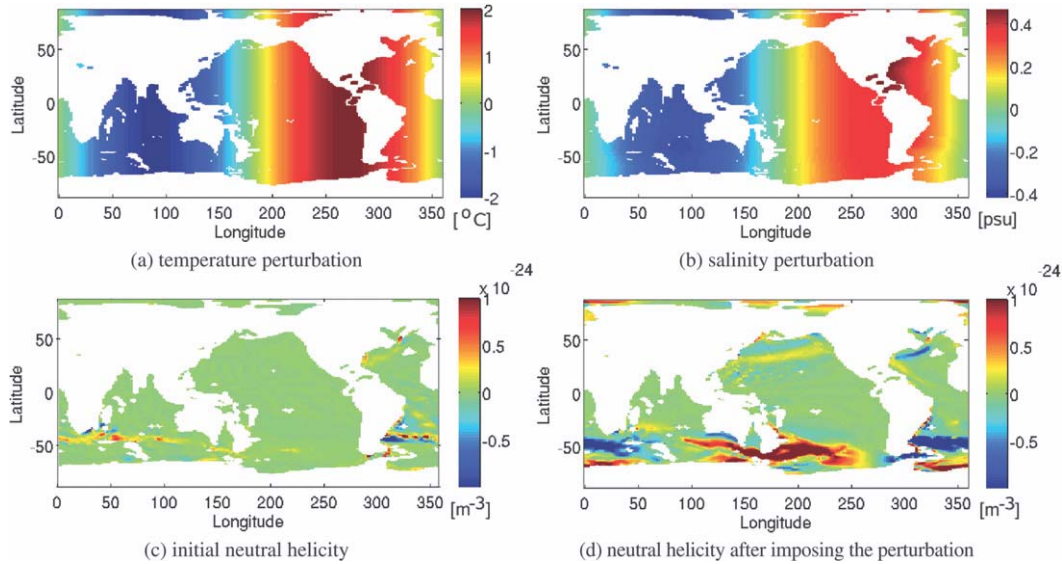 50
0
-50
Latitude
0 50 100 150 200 250 300 350
Longitude
2
1
0
-1
-2
[°C]
(a) temperature perturbation
50
0
-50
Latitude
0 50 100 150 200 250 300 350
Longitude
0.4
0.2
0
-0.2
-0.4
[psu]
(b) salinity perturbation
50
0
-50
Latitude
0 50 100 150 200 250 300 350
Longitude
x 10 -24
1
0.5
0
-0.5
[m-3]
(c) initial neutral helicity
50
0
-50
Latitude
0 50 100 150 200 250 300 350
Longitude
x 10 -24
1
0.5
0
-0.5
[m-3]
(d) neutral helicity after imposing the perturbation